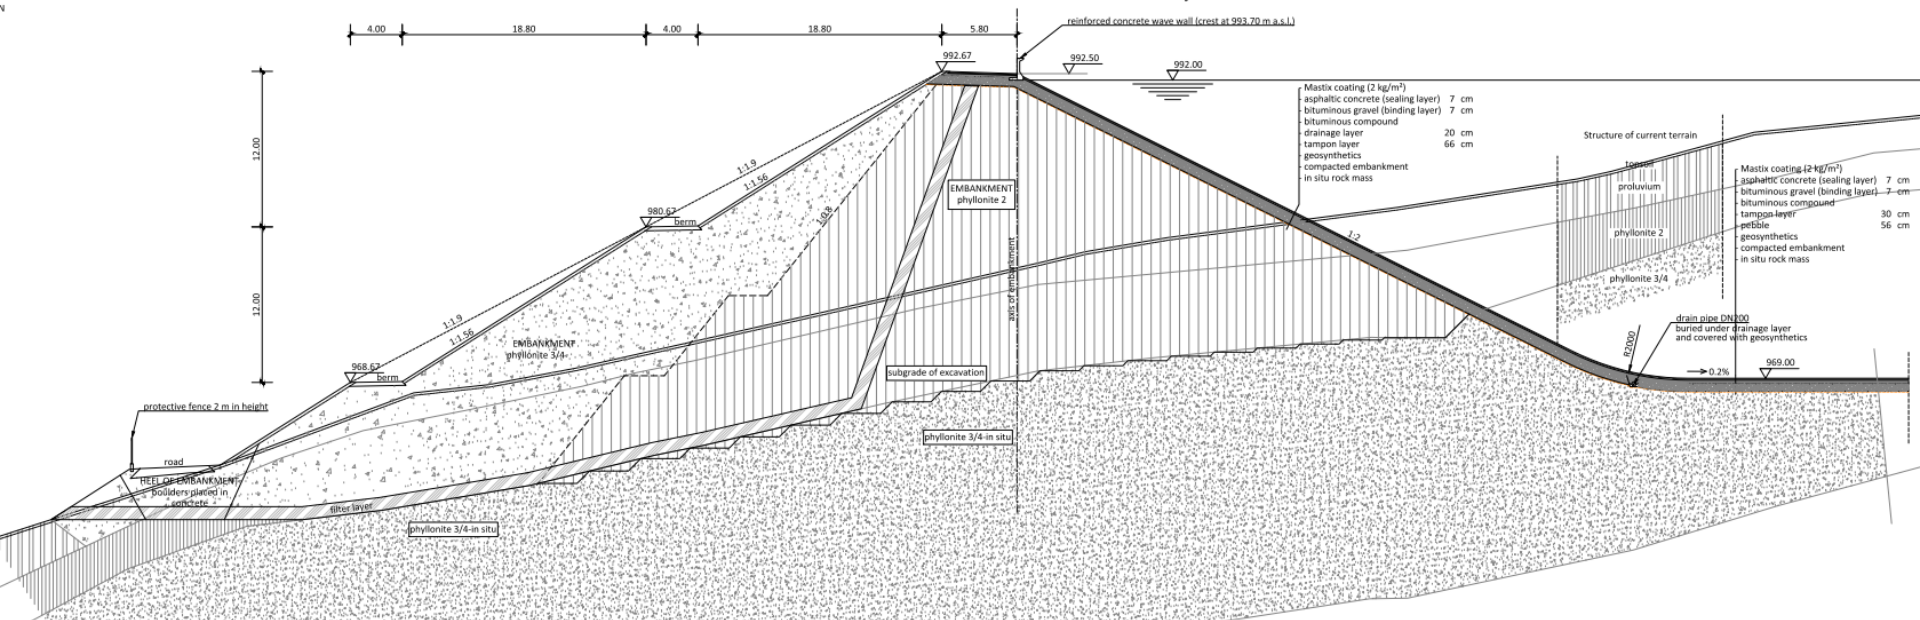 N
reinforced concrete wave wall (crest at 993.70 m a.s.l.)
4.00
18.80
4.00
18.80
5.80
992.67
992.50
992.00
Mastix coating (2 kg/m²)
asphaltic concrete (sealing layer) 7 cm
bituminous gravel (binding layer) 7 cm
bituminous compound
drainage layer 20 cm
tampon layer 66 cm
geosynthetics
compacted embankment
in situ rock mass
Structure of current terrain
topsoil
proluvium
phyllonite 2
phyllonite 3/4
Mastix coating (2 kg/m²)
asphaltic concrete (sealing layer) 7 cm
bituminous gravel (binding layer) 7 cm
bituminous compound
tampon layer 30 cm
pebble 56 cm
geosynthetics
compacted embankment
in situ rock mass
12.00
12.00
1:1.9
1:1.56
1:0.8
EMBANKMENT
phyllonite 2
980.67
berm
axis of embankment
1:2
1:1.9
1:1.56
EMBANKMENT
phyllonite 3/4
968.67
berm
subgrade of excavation
drain pipe DN200
buried under drainage layer
and covered with geosynthetics
R2000
0.2%
969.00
protective fence 2 m in height
road
HEEL OF EMBANKMENT-
boulders placed in
concrete
filter layer
phyllonite 3/4-in situ
phyllonite 3/4-in situ